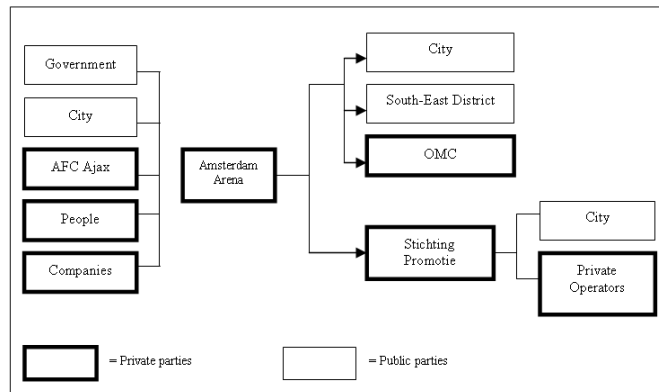 Government
City
AFC Ajax
People
Companies
Amsterdam
Arena
City
South-East District
OMC
Stichting
Promotie
City
Private
Operators
= Private parties
= Public parties